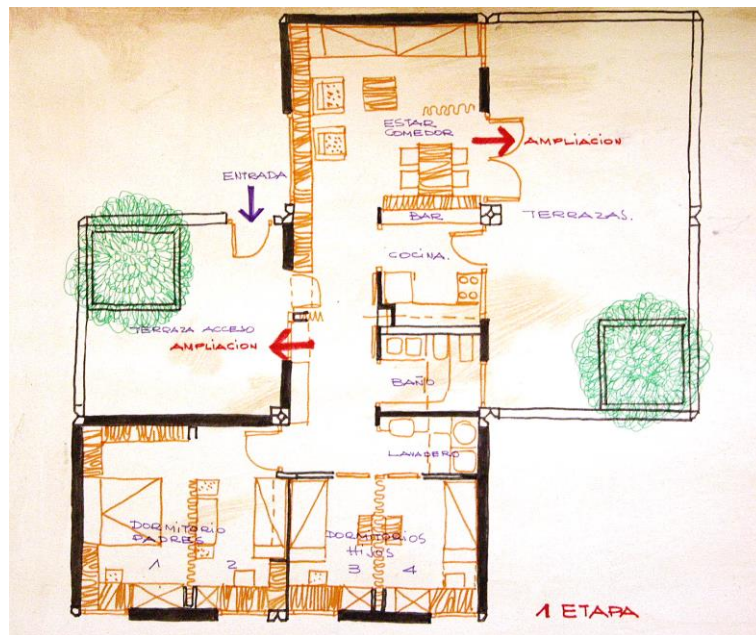 ESTAR
COMEDOR
AMPLIACION
ENTRADA
BAR
TERRAZAS.
COCINA.
TERRAZA ACCESO
AMPLIACION
BAÑO
LAVADERO
DORMITORIO
PADRES
1 2
DORMITORIOS
HIJOS
3 4
1 ETAPA